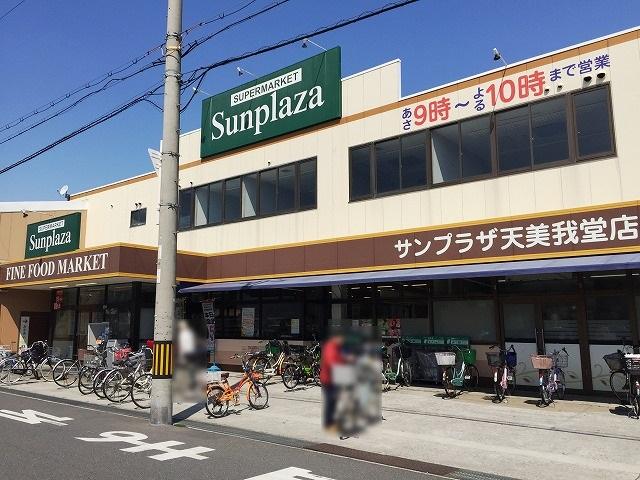 SUPERMARKET
Sunplaza
あさ9時〜よる10時まで営業
SUPERMARKET
Sunplaza
FINE FOOD MARKET
サンプラザ天美我堂店